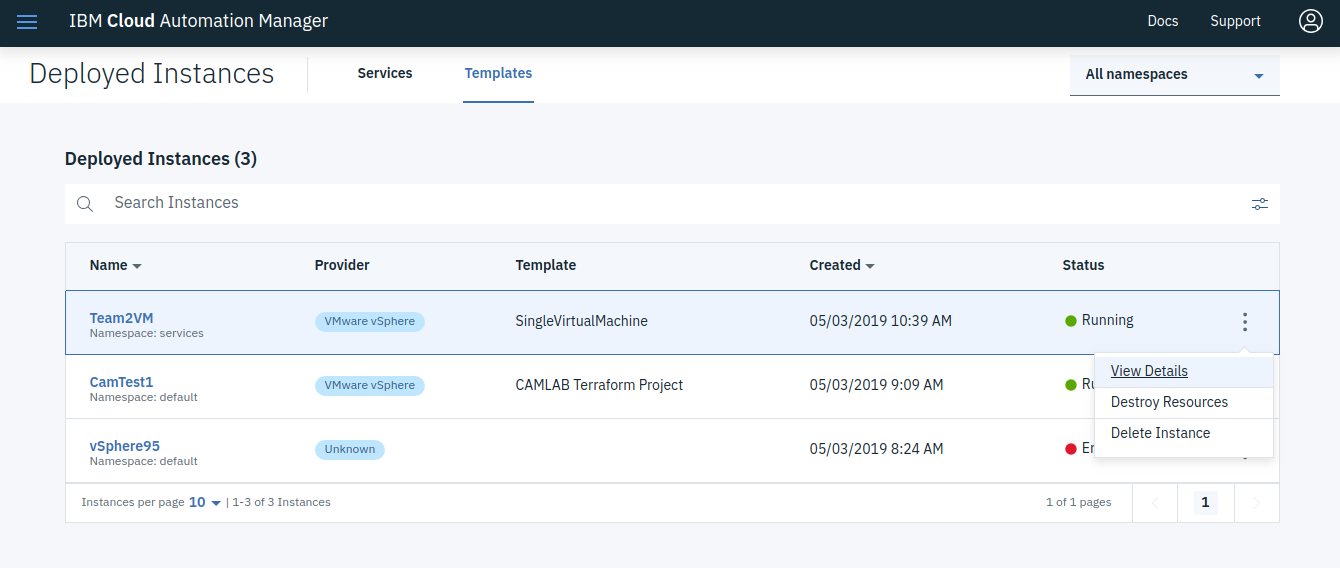 IBM Cloud Automation Manager
Docs Support
Deployed Instances
Services Templates
All namespaces
Deployed Instances (3)
Search Instances
Name Provider Template Created Status
Team2VM VMware vSphere SingleVirtualMachine 05/03/2019 10:39 AM Running
Namespace: services
View Details
CamTest1 VMware vSphere CAMLAB Terraform Project 05/03/2019 9:09 AM
Namespace: default
Destroy Resources
Delete Instance
vSphere95 Unknown 05/03/2019 8:24 AM
Namespace: default
Instances per page 10 | 1-3 of 3 Instances 1 of 1 pages 1